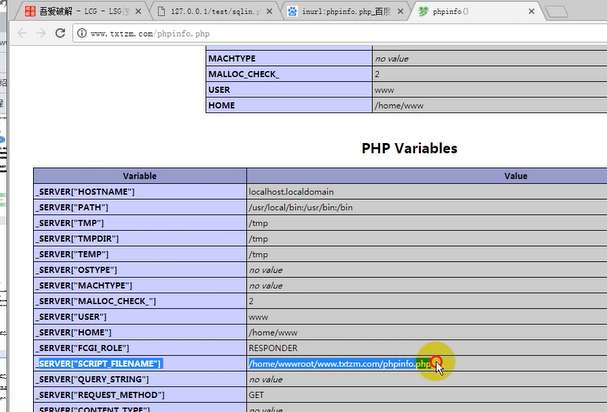 吾爱破解 - LCG - LSG
127.0.0.1/test/sqlin.p
inurl:phpinfo.php_百度
phpinfo()
www.txtzm.com/phpinfo.php
MACHTYPE no value
MALLOC_CHECK_ 2
USER www
HOME /home/www
PHP Variables
Variable Value
_SERVER["HOSTNAME"] localhost.localdomain
_SERVER["PATH"] /usr/local/bin:/usr/bin:/bin
_SERVER["TMP"] /tmp
_SERVER["TMPDIR"] /tmp
_SERVER["TEMP"] /tmp
_SERVER["OSTYPE"] no value
_SERVER["MACHTYPE"] no value
_SERVER["MALLOC_CHECK_"] 2
_SERVER["USER"] www
_SERVER["HOME"] /home/www
_SERVER["FCGI_ROLE"] RESPONDER
_SERVER["SCRIPT_FILENAME"] /home/wwwroot/www.txtzm.com/phpinfo.php
_SERVER["QUERY_STRING"] no value
_SERVER["REQUEST_METHOD"] GET
_SERVER["CONTENT_TYPE"] no value